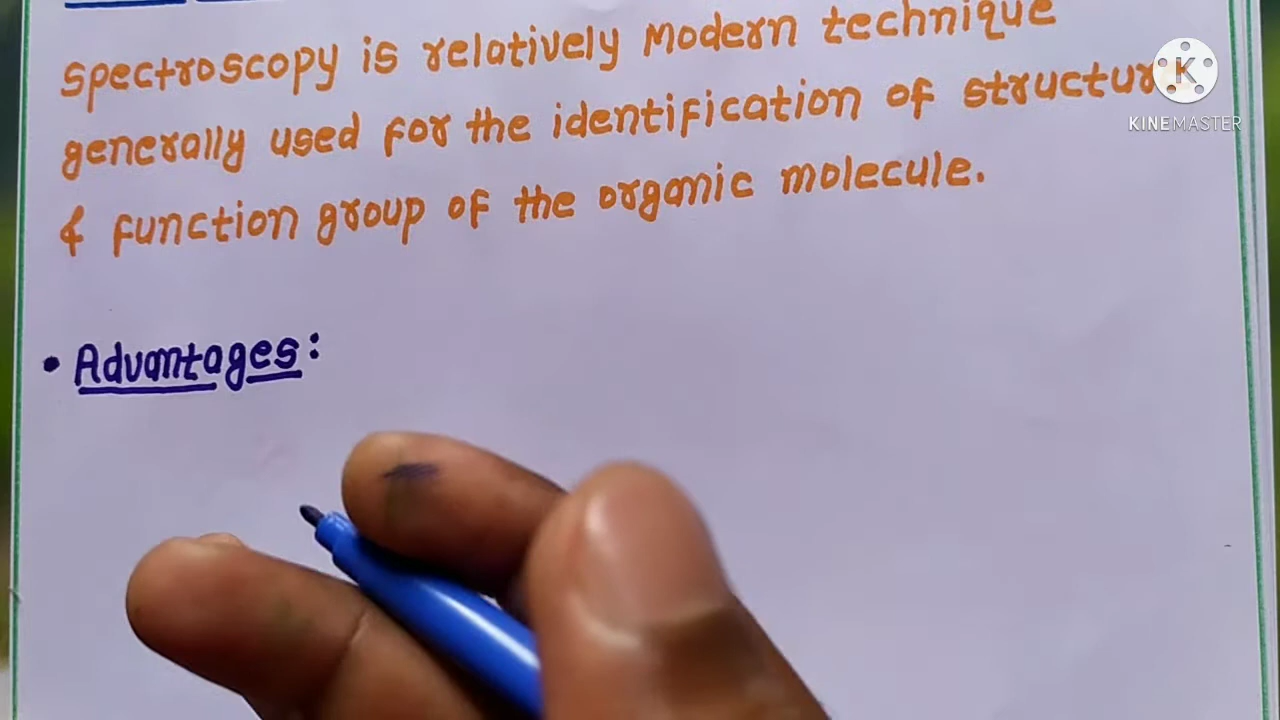 Spectroscopy is relatively Modern technique
generally used for the identification of structure
& function group of the organic molecule.
• Advantages:
K
KINEMASTER